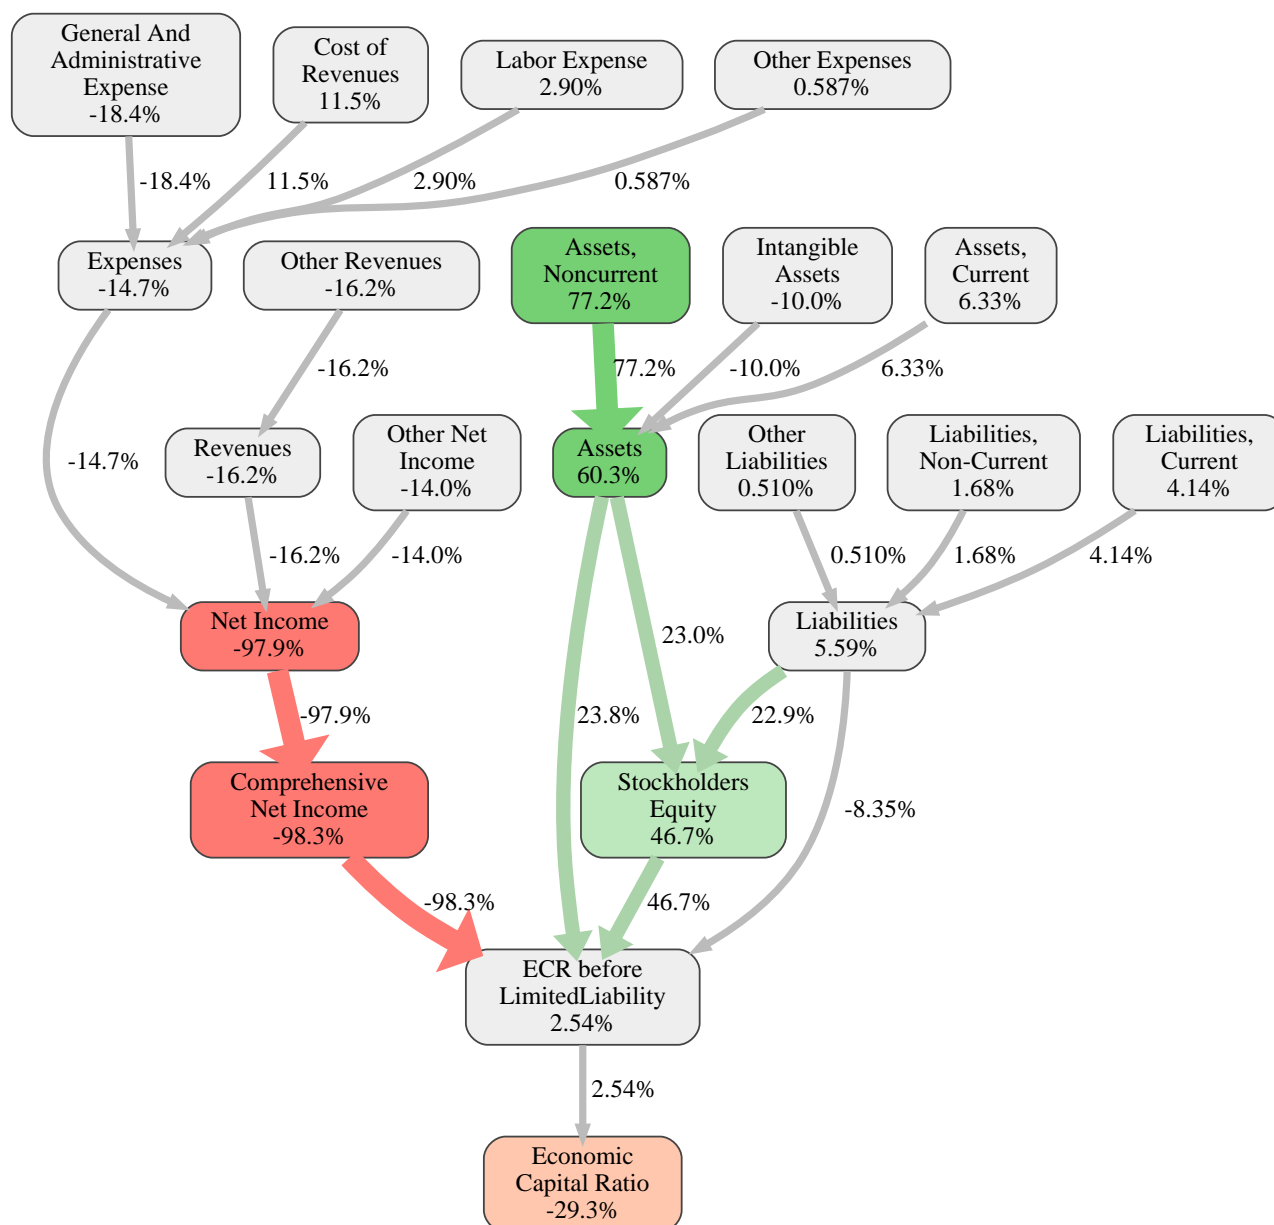 General And
Administrative
Expense
-18.4%
Cost of
Revenues
11.5%
Labor Expense
2.90%
Other Expenses
0.587%
-18.4%
11.5%
2.90%
0.587%
Expenses
-14.7%
Other Revenues
-16.2%
Assets,
Noncurrent
77.2%
Intangible
Assets
-10.0%
Assets,
Current
6.33%
-16.2%
77.2%
-10.0%
6.33%
-14.7%
Revenues
-16.2%
Other Net
Income
-14.0%
Assets
60.3%
Other
Liabilities
0.510%
Liabilities,
Non-Current
1.68%
Liabilities,
Current
4.14%
-16.2%
-14.0%
0.510%
1.68%
4.14%
Net Income
-97.9%
23.0%
Liabilities
5.59%
-97.9%
23.8%
22.9%
Comprehensive
Net Income
-98.3%
Stockholders
Equity
46.7%
-8.35%
-98.3%
46.7%
ECR before
LimitedLiability
2.54%
2.54%
Economic
Capital Ratio
-29.3%